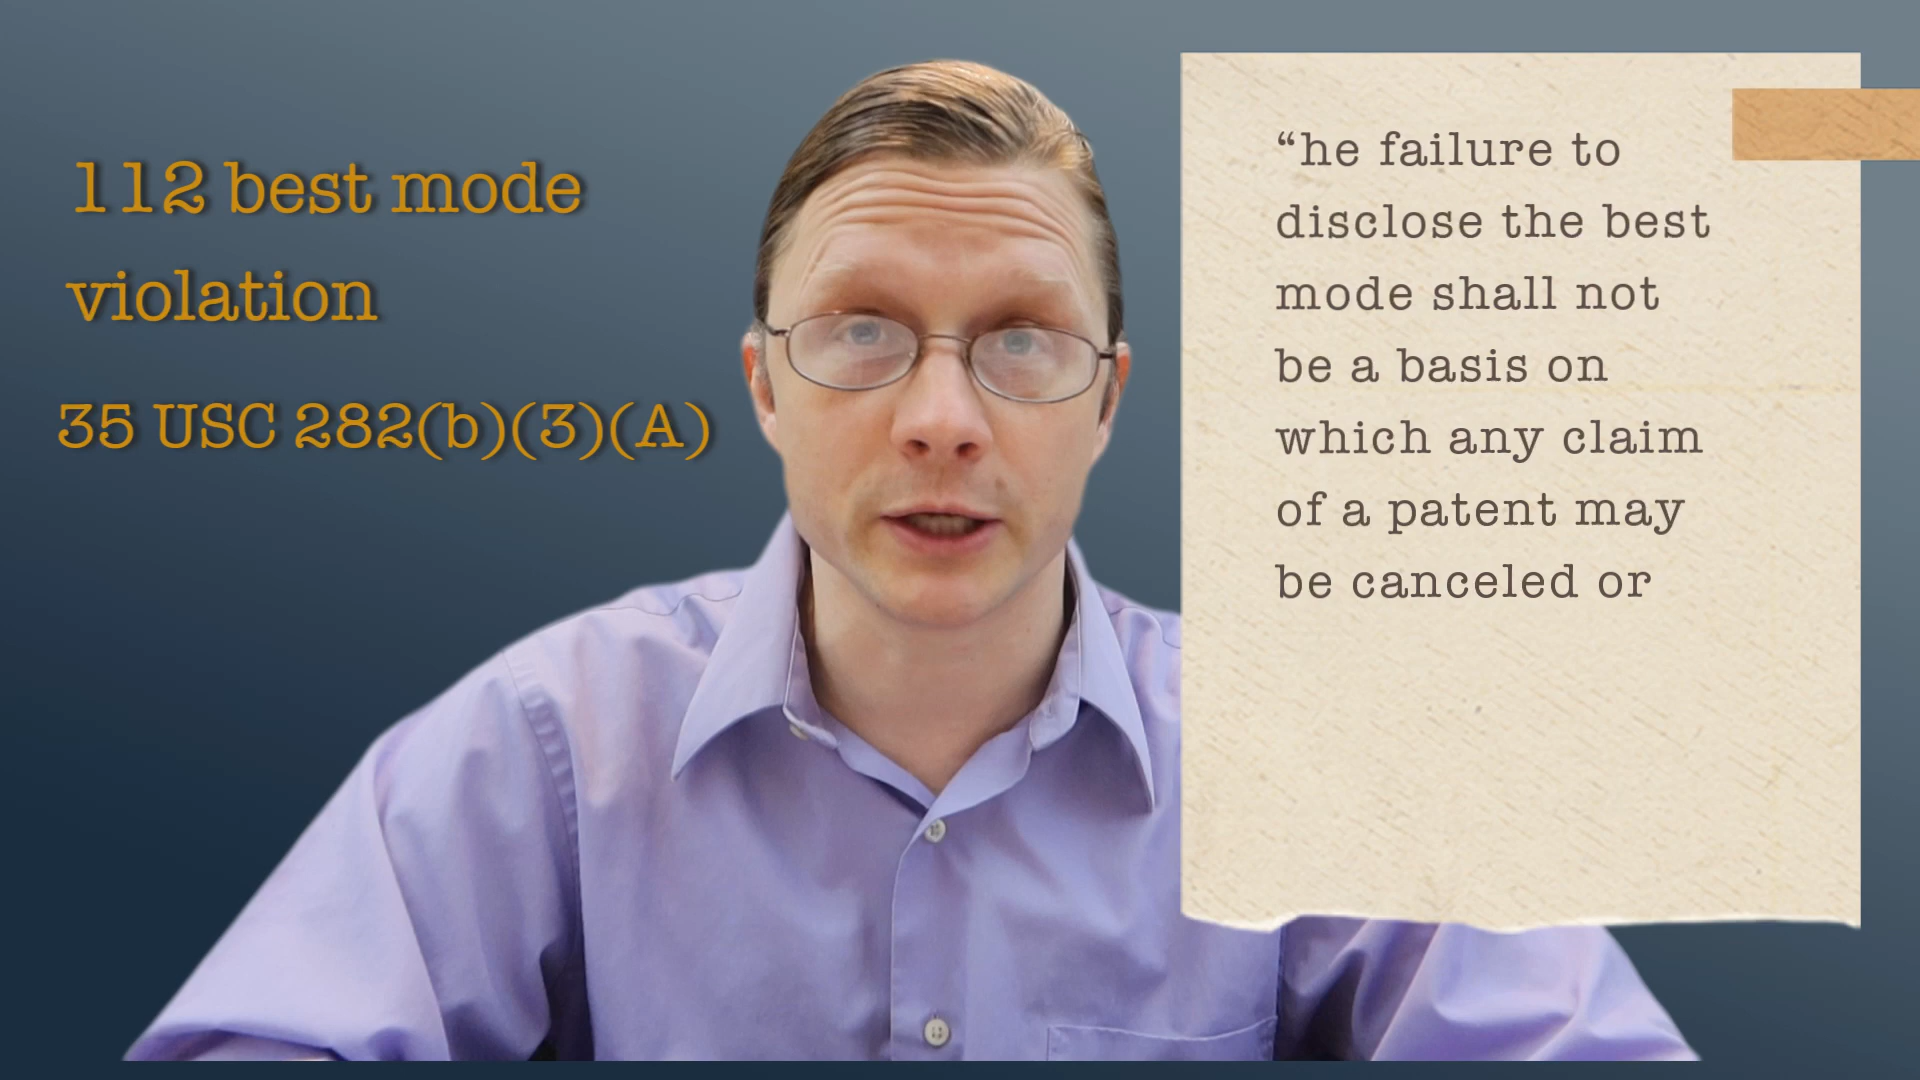 112 best mode
violation
35 USC 282(b)(3)(A)
“he failure to
disclose the best
mode shall not
be a basis on
which any claim
of a patent may
be canceled or